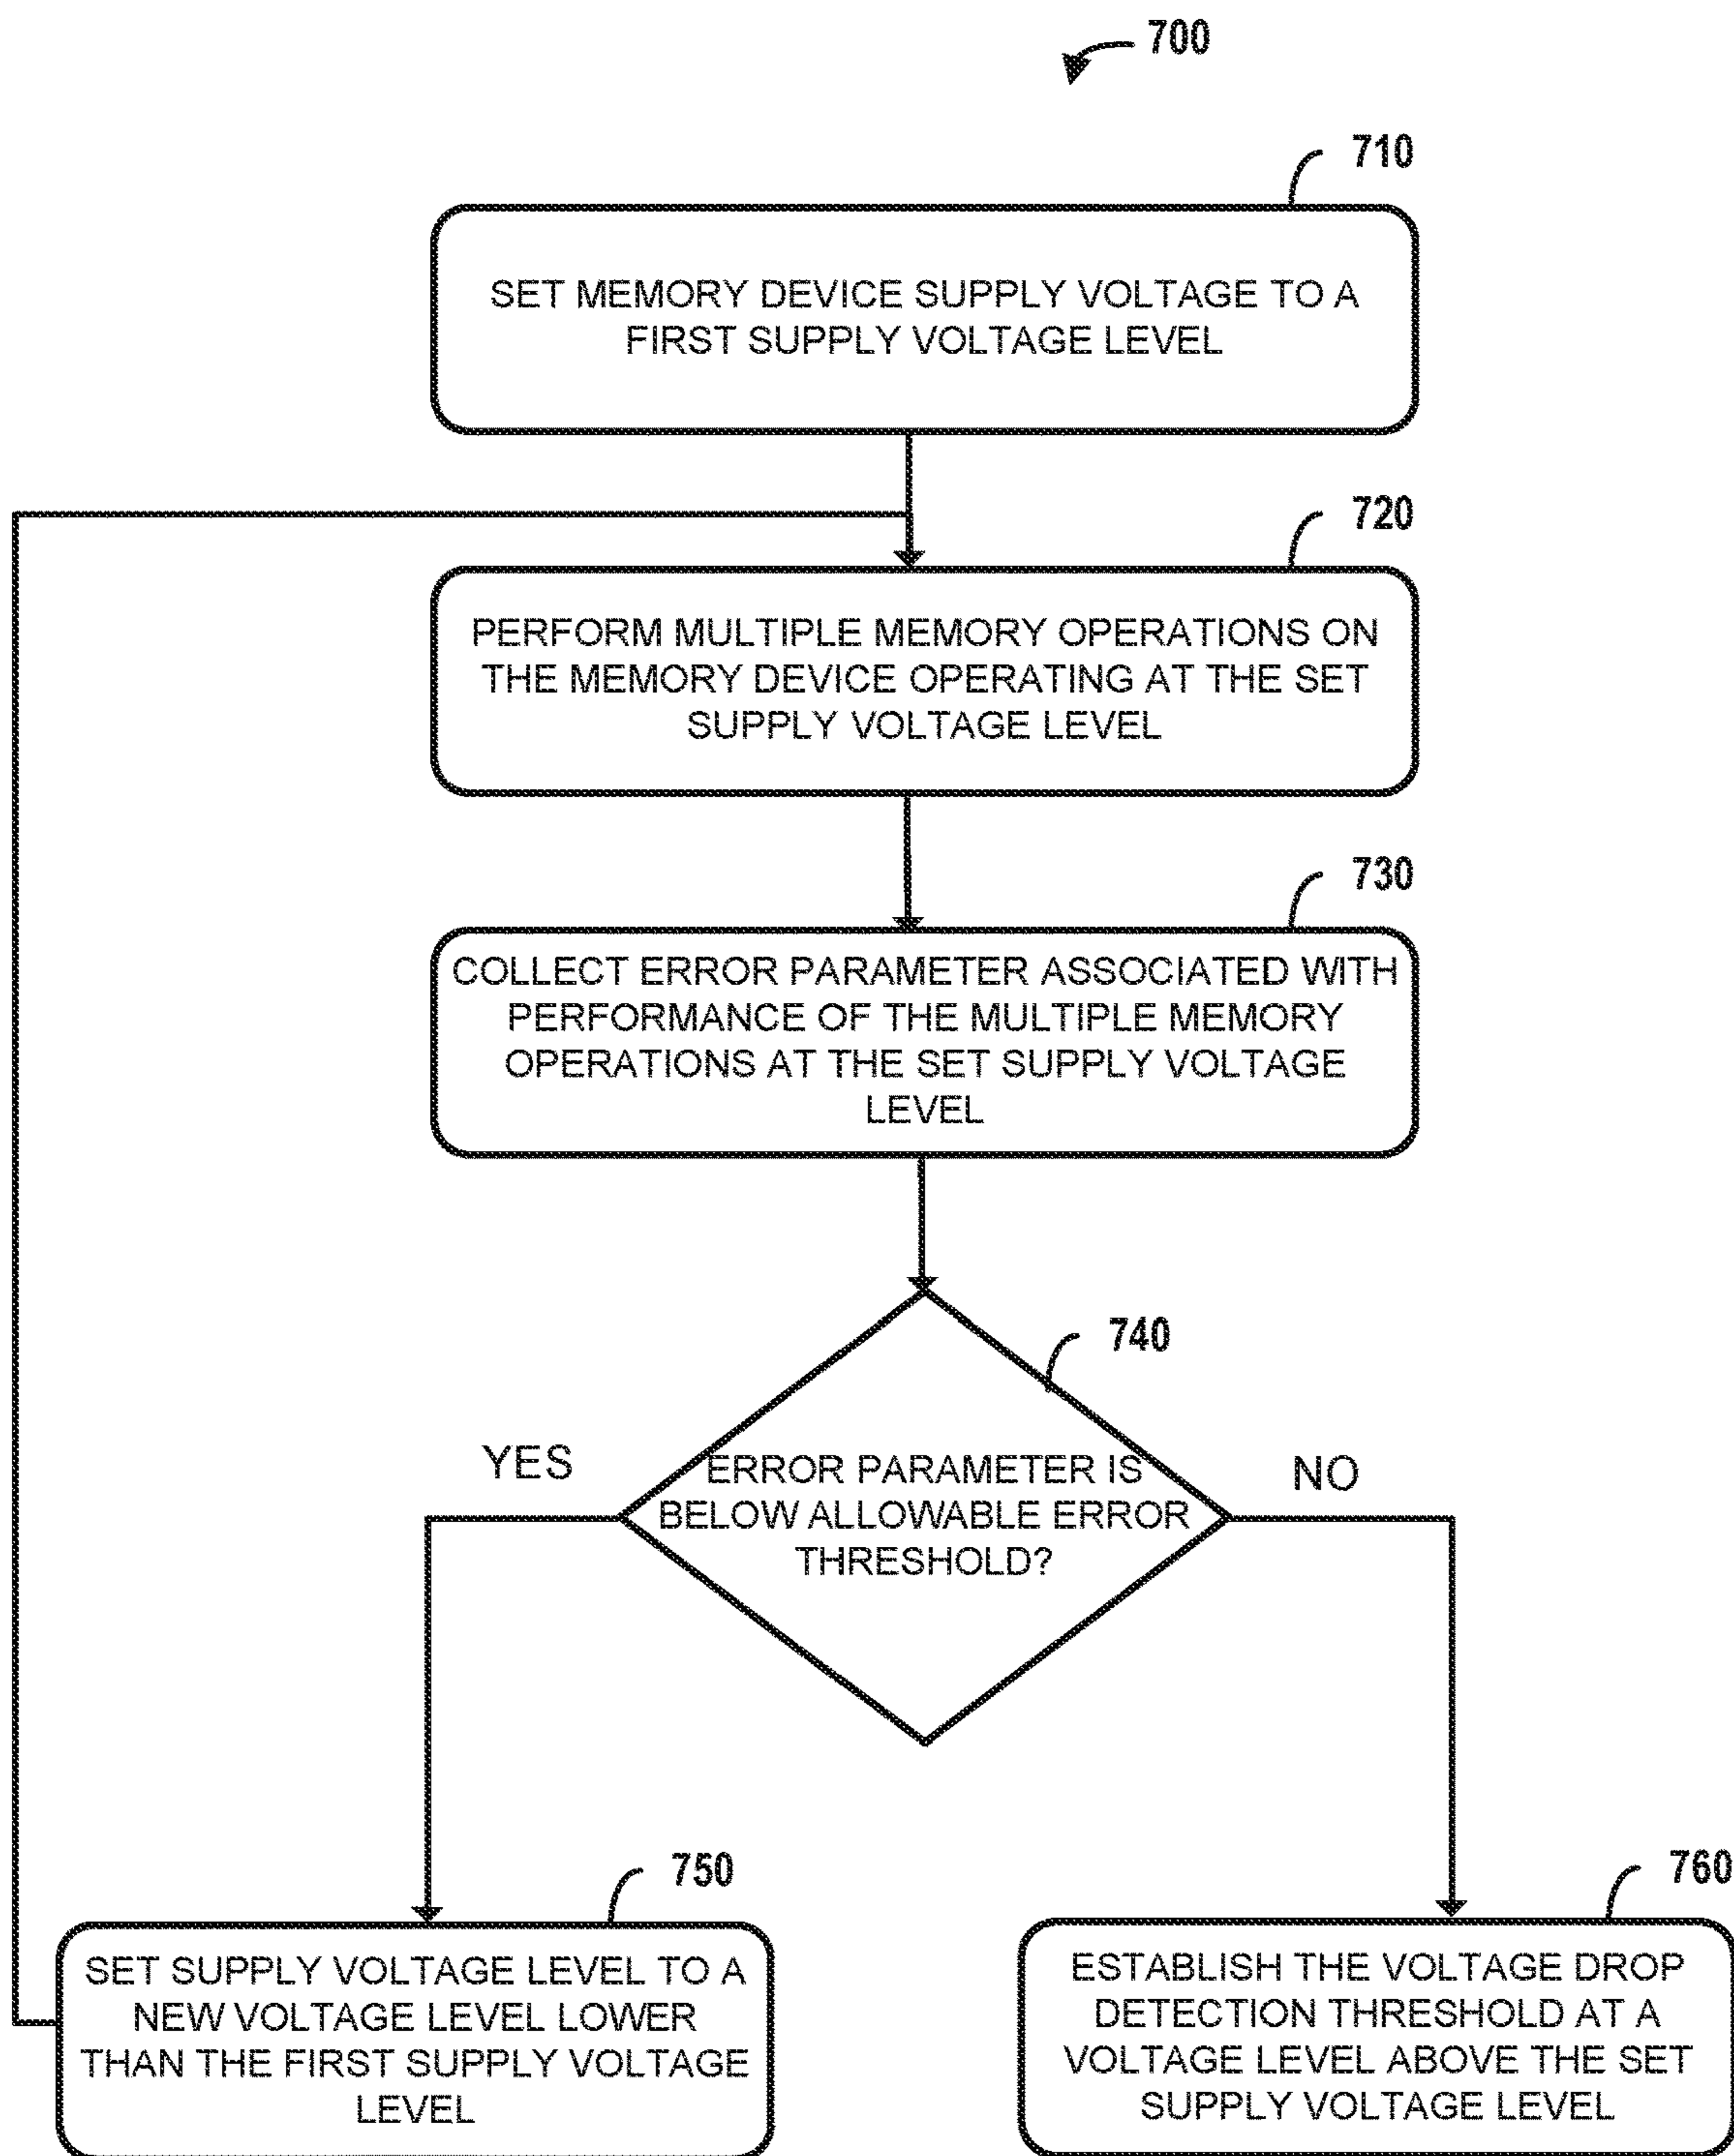 700
710
SET MEMORY DEVICE SUPPLY VOLTAGE TO A
FIRST SUPPLY VOLTAGE LEVEL
720
PERFORM MULTIPLE MEMORY OPERATIONS ON
THE MEMORY DEVICE OPERATING AT THE SET
SUPPLY VOLTAGE LEVEL
730
COLLECT ERROR PARAMETER ASSOCIATED WITH
PERFORMANCE OF THE MULTIPLE MEMORY
OPERATIONS AT THE SET SUPPLY VOLTAGE
LEVEL
740
YES
NO
ERROR PARAMETER IS
BELOW ALLOWABLE ERROR
THRESHOLD?
750
SET SUPPLY VOLTAGE LEVEL TO A
NEW VOLTAGE LEVEL LOWER
THAN THE FIRST SUPPLY VOLTAGE
LEVEL
760
ESTABLISH THE VOLTAGE DROP
DETECTION THRESHOLD AT A
VOLTAGE LEVEL ABOVE THE SET
SUPPLY VOLTAGE LEVEL